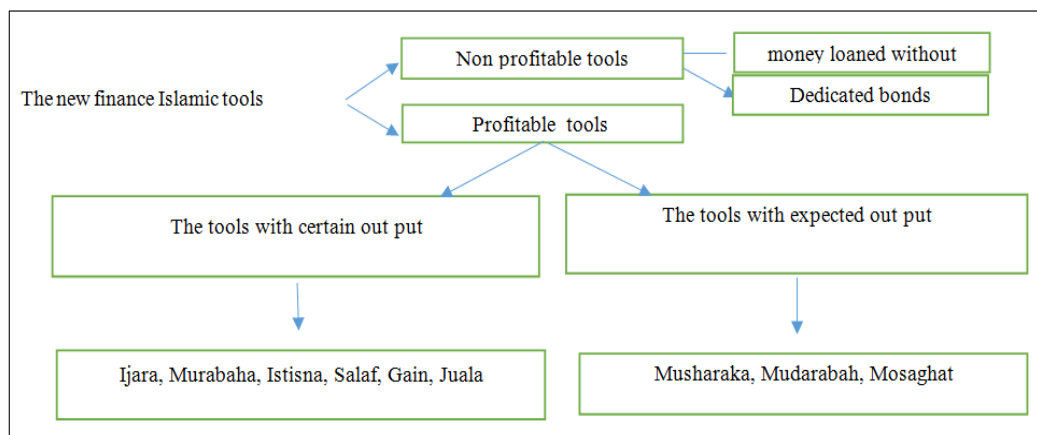 Non profitable tools
money loaned without
The new finance Islamic tools
Dedicated bonds
Profitable tools
The tools with certain out put
The tools with expected out put
Ijara, Murabaha, Istisna, Salaf, Gain, Juala
Musharaka, Mudarabah, Mosaghat